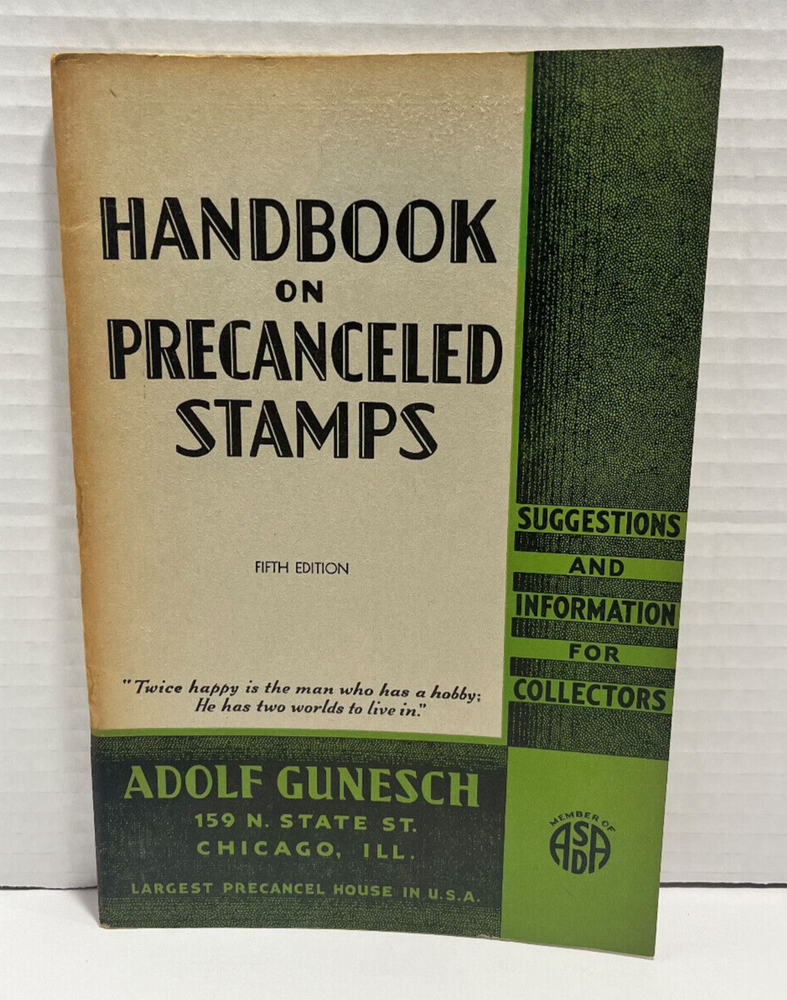 HANDBOOK
ON
PRECANCELED
STAMPS
FIFTH EDITION
"Twice happy is the man who has a hobby;
He has two worlds to live in."
SUGGESTIONS
AND
INFORMATION
FOR
COLLECTORS
ADOLF GUNESCH
159 N. STATE ST.
CHICAGO, ILL.
LARGEST PRECANCEL HOUSE IN U.S.A.
MEMBER OF
ASDA